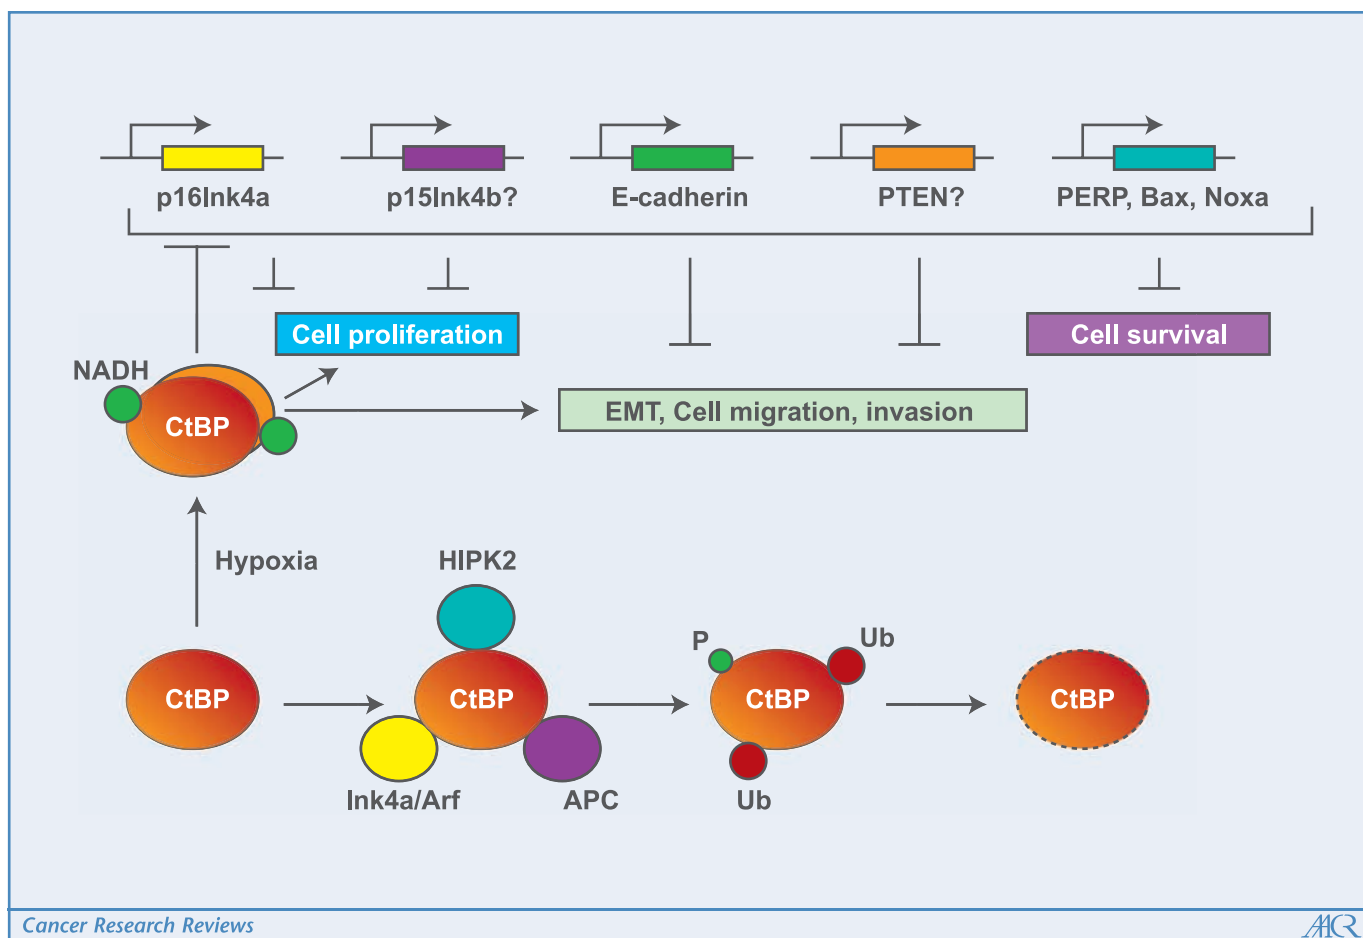 p16Ink4a
p15Ink4b?
E-cadherin
PTEN?
PERP, Bax, Noxa
Cell proliferation
Cell survival
NADH
CtBP
EMT, Cell migration, invasion
Hypoxia
HIPK2
P
Ub
CtBP
CtBP
CtBP
CtBP
Ink4a/Arf
APC
Ub
Cancer Research Reviews
AACR